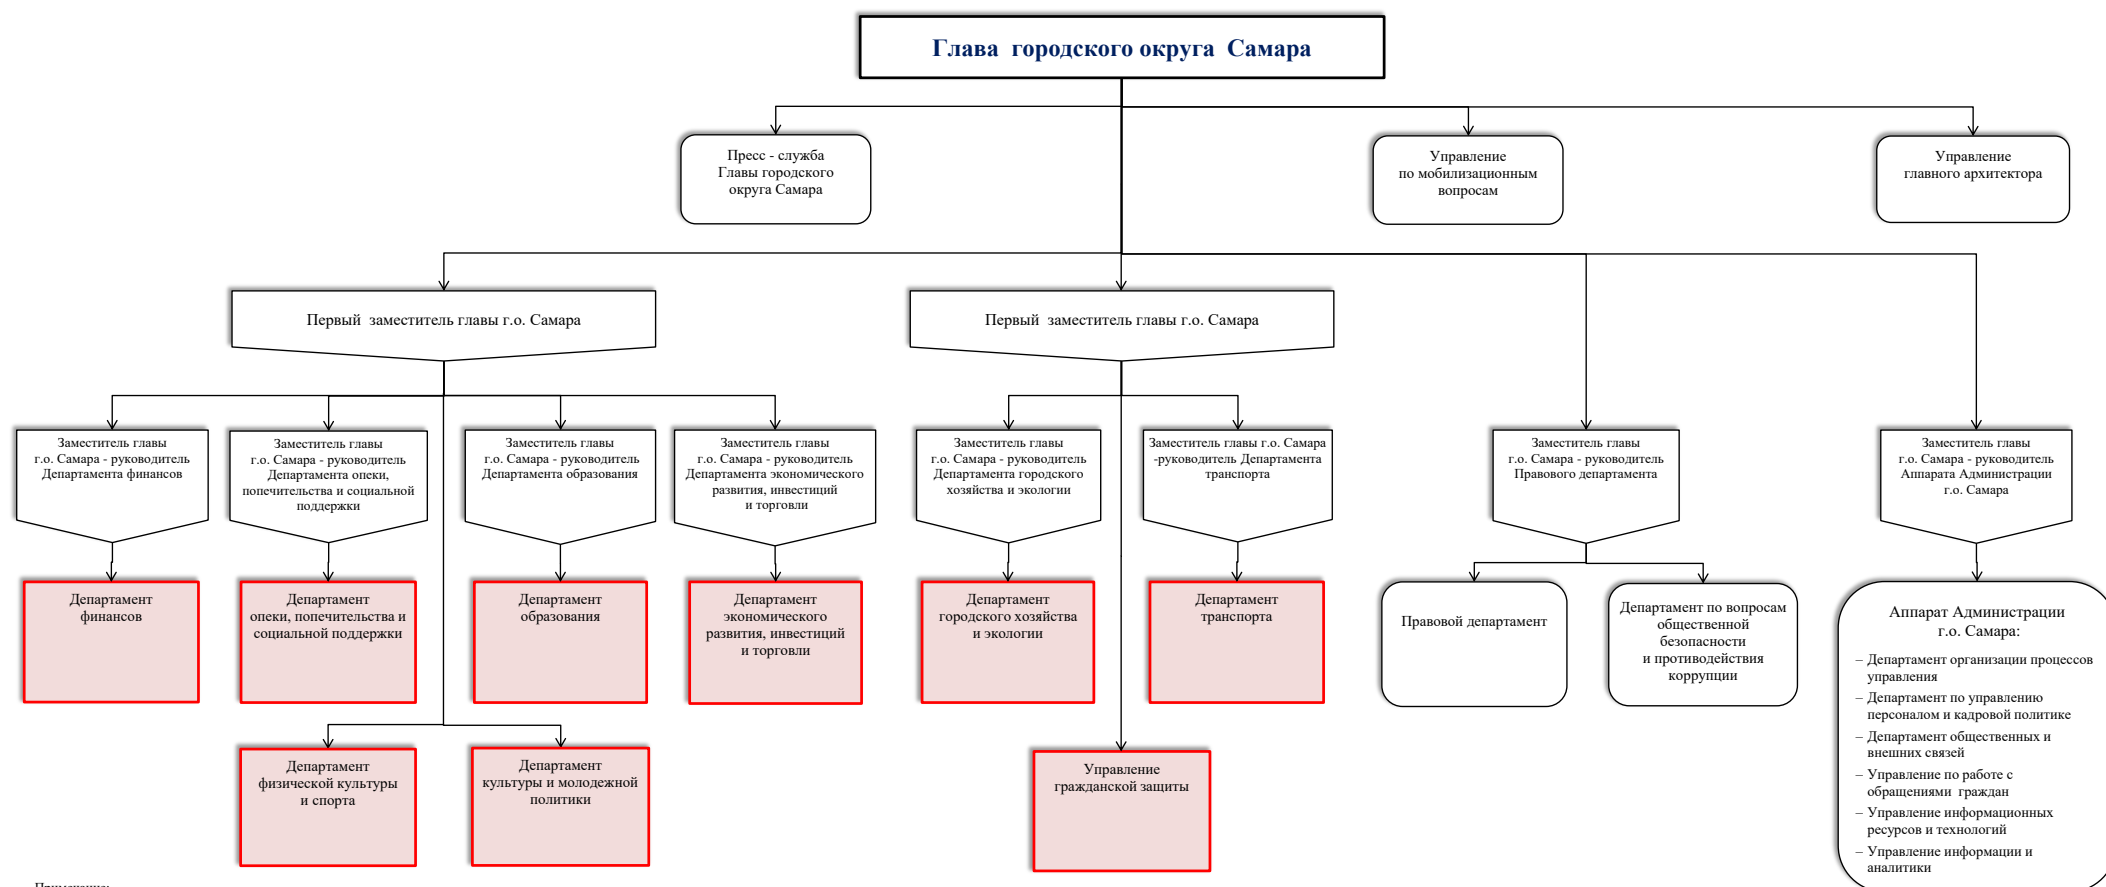 Глава городского округа Самара
Пресс - служба
Главы городского
округа Самара
Управление
по мобилизационным
вопросам
Управление
главного архитектора
Первый заместитель главы г.о. Самара
Первый заместитель главы г.о. Самара
Заместитель главы
г.о. Самара - руководитель
Департамента финансов
Заместитель главы
г.о. Самара - руководитель
Департамента опеки,
попечительства и социальной
поддержки
Заместитель главы
г.о. Самара - руководитель
Департамента образования
Заместитель главы
г.о. Самара - руководитель
Департамента экономического
развития, инвестиций
и торговли
Заместитель главы
г.о. Самара - руководитель
Департамента городского
хозяйства и экологии
Заместитель главы г.о. Самара
-руководитель Департамента
транспорта
Заместитель главы
г.о. Самара - руководитель
Правового департамента
Заместитель главы
г.о. Самара - руководитель
Аппарата Администрации
г.о. Самара
Департамент
финансов
Департамент
опеки, попечительства и
социальной поддержки
Департамент
образования
Департамент
экономического
развития, инвестиций
и торговли
Департамент
городского хозяйства
и экологии
Департамент
транспорта
Правовой департамент
Департамент по вопросам
общественной
безопасности
и противодействия
коррупции
Аппарат Администрации
г.о. Самара:
– Департамент организации процессов
управления
– Департамент по управлению
персоналом и кадровой политике
– Департамент общественных и
внешних связей
– Управление по работе с
обращениями граждан
– Управление информационных
ресурсов и технологий
– Управление информации и
аналитики
Департамент
физической культуры
и спорта
Департамент
культуры и молодежной
политики
Управление
гражданской защиты
Примечание: